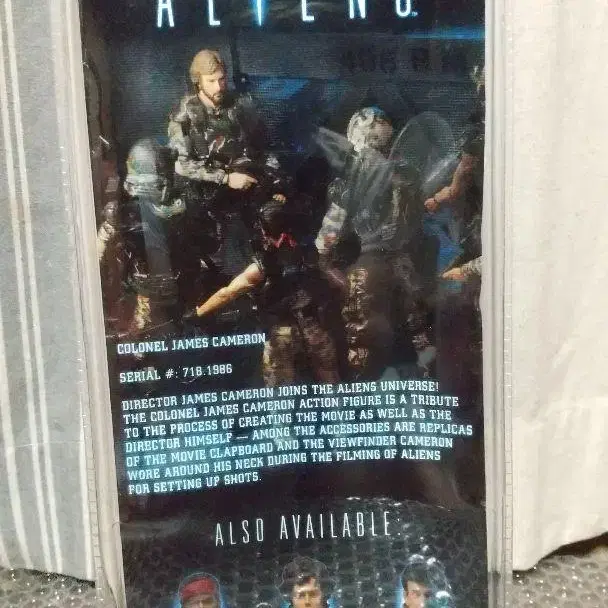 ALIENS
COLONEL JAMES CAMERON
SERIAL #: 718.1986
DIRECTOR JAMES CAMERON JOINS THE ALIENS UNIVERSE!
THE COLONEL JAMES CAMERON ACTION FIGURE IS A TRIBUTE
TO THE PROCESS OF CREATING THE MOVIE AS WELL AS THE
DIRECTOR HIMSELF — AMONG THE ACCESSORIES ARE REPLICAS
OF THE MOVIE CLAPBOARD AND THE VIEWFINDER CAMERON
WORE AROUND HIS NECK DURING THE FILMING OF ALIENS
FOR SETTING UP SHOTS.
ALSO AVAILABLE: